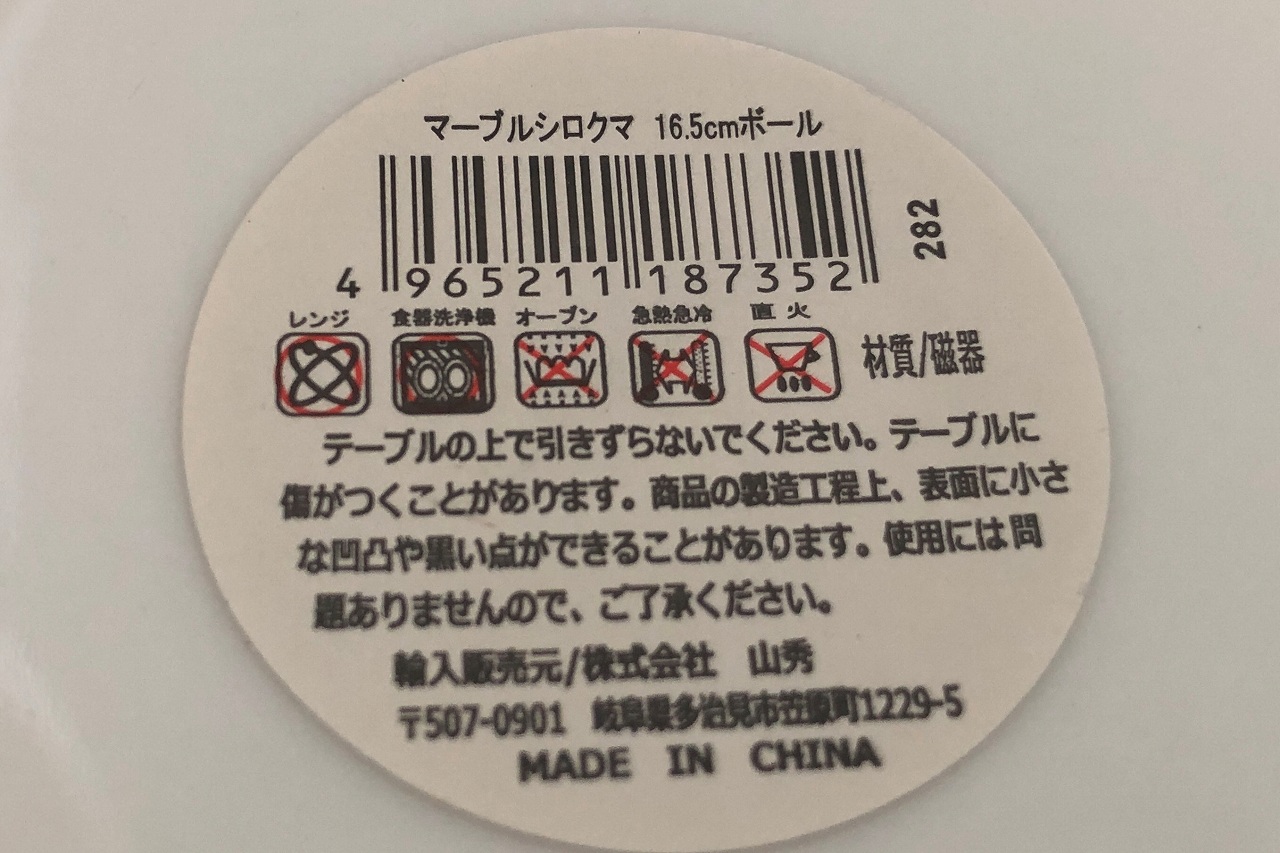 マーブルシロクマ 16.5cmボール
4 965211 187352
282
レンジ 食器洗浄機 オーブン 急熱急冷 直火
材質/磁器
テーブルの上で引きずらないでください。テーブルに
傷がつくことがあります。商品の製造工程上、表面に小さ
な凹凸や黒い点ができることがあります。使用には問
題ありませんので、ご了承ください。
輸入販売元/株式会社 山秀
〒507-0901 岐阜県多治見市笠原町1229-5
MADE IN CHINA